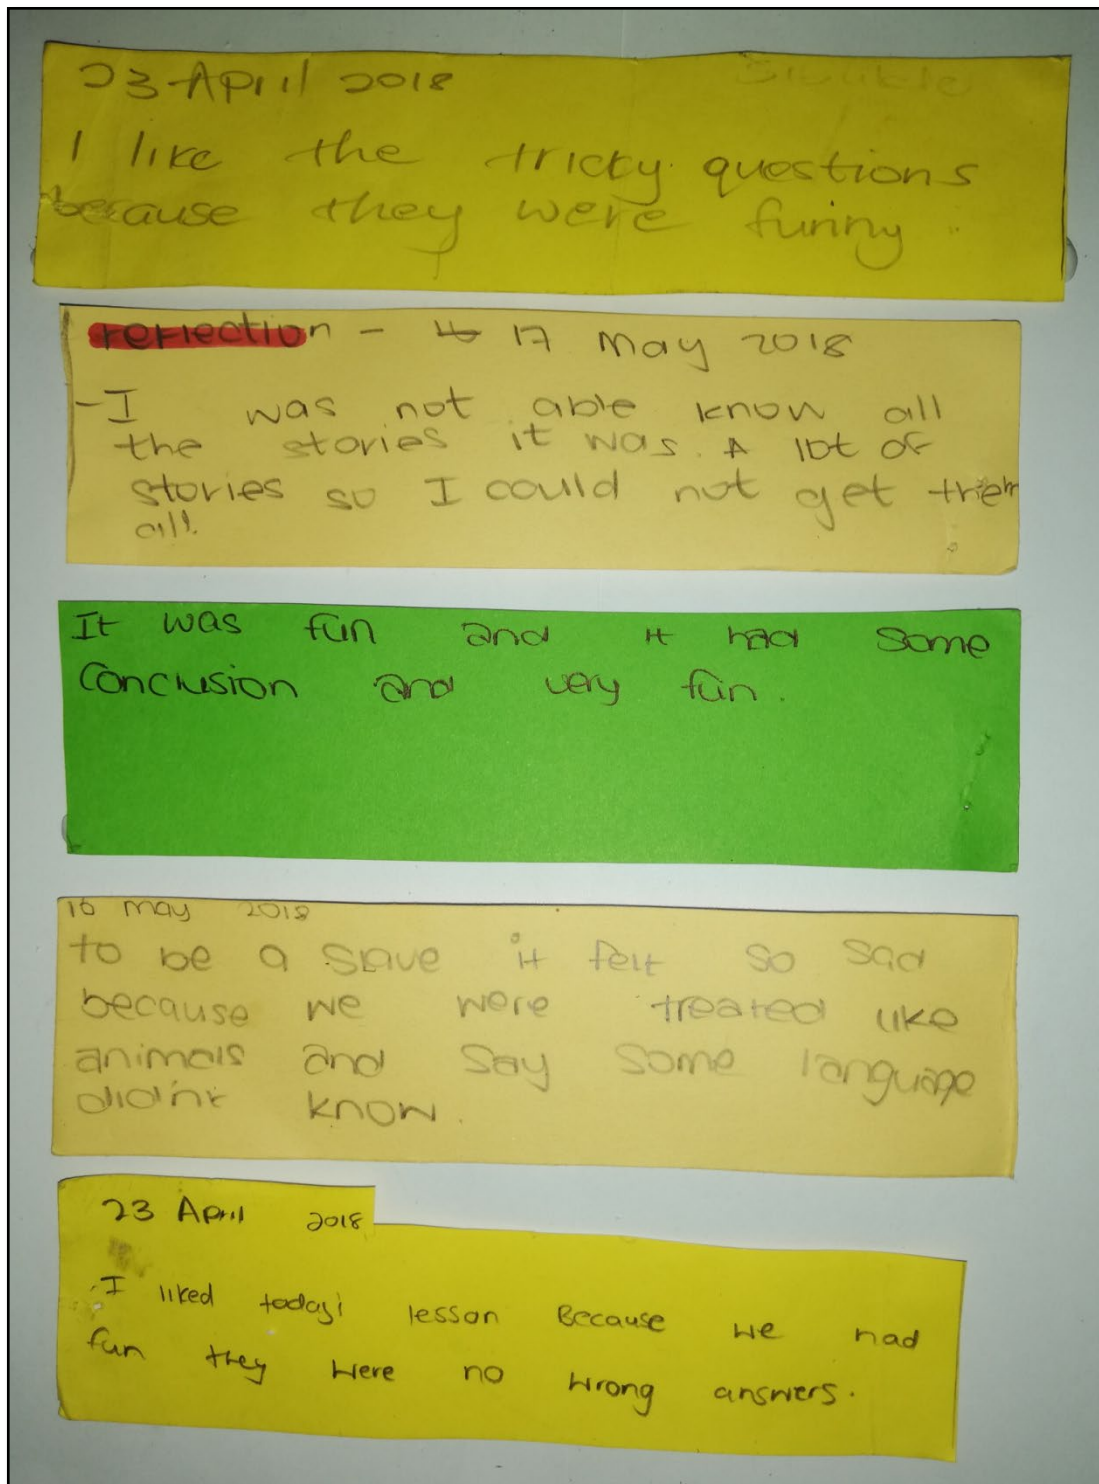 23 April 2018
I like the tricky questions
because they were funny.
reflection - 17 May 2018
-I was not able know all
the stories it was. A lot of
stories so I could not get them
all.
It was fun and it had some
conclusion and very fun.
16 may 2018
to be a slave it felt so sad
because we were treated like
animals and say some language
didint know.
23 April 2018
I liked todays lesson Because we had
fun they were no wrong answers.